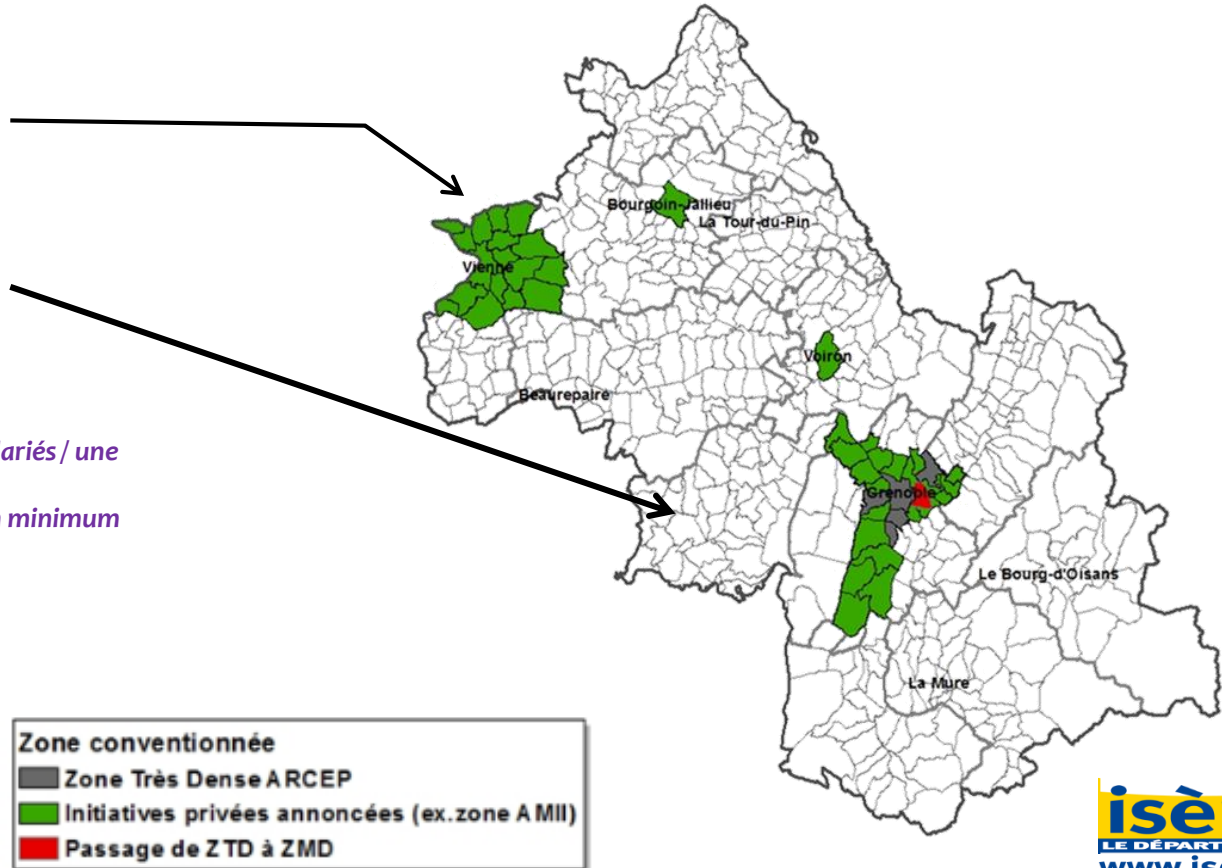 Bourgoin-Jallieu
La Tour-du-Pin
Vienne
Voiron
Beaurepaire
ariés / une
minimum
Grenoble
Le Bourg-d'Oisans
La Mure
Zone conventionnée
Zone Très Dense ARCEP
Initiatives privées annoncées (ex.zone AMII)
Passage de ZTD à ZMD
isè
LE DÉPART
www.is